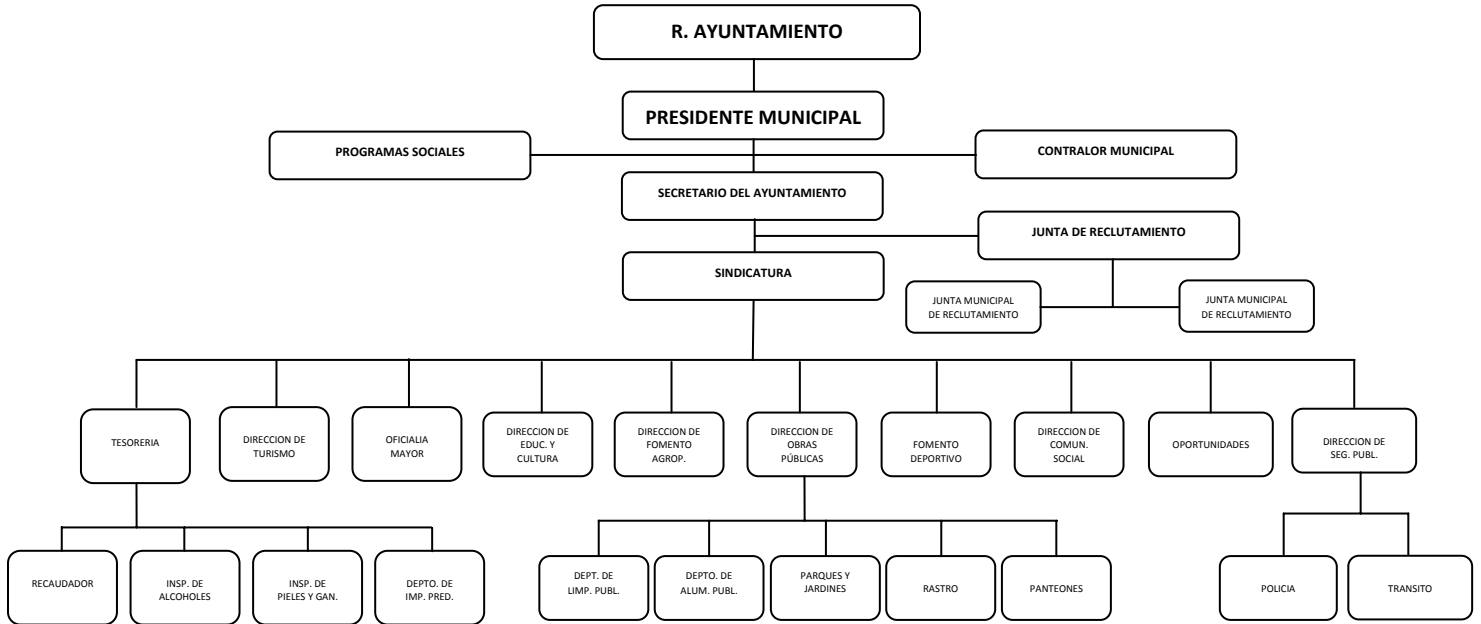 R. AYUNTAMIENTO
PRESIDENTE MUNICIPAL
PROGRAMAS SOCIALES
CONTRALOR MUNICIPAL
SECRETARIO DEL AYUNTAMIENTO
JUNTA DE RECLUTAMIENTO
SINDICATURA
JUNTA MUNICIPAL
DE RECLUTAMIENTO
JUNTA MUNICIPAL
DE RECLUTAMIENTO
TESORERIA
DIRECCION DE
TURISMO
OFICIALIA
MAYOR
DIRECCION DE
EDUC. Y
CULTURA
DIRECCION DE
FOMENTO
AGROP.
DIRECCION DE
OBRAS
PÚBLICAS
FOMENTO
DEPORTIVO
DIRECCION DE
COMUN.
SOCIAL
OPORTUNIDADES
DIRECCION DE
SEG. PUBL.
RECAUDADOR
INSP. DE
ALCOHOLES
INSP. DE
PIELES Y GAN.
DEPTO. DE
IMP. PRED.
DEPT. DE
LIMP. PUBL.
DEPTO. DE
ALUM. PUBL.
PARQUES Y
JARDINES
RASTRO
PANTEONES
POLICIA
TRANSITO